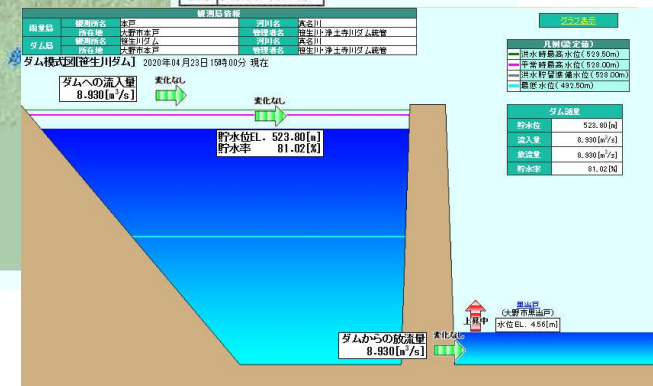 観測局情報
雨量局 観測所名 本戸 河川名 真名川
所在地 大野市本戸 管理者名 笹生川・浄土寺川ダム統管
ダム局 観測所名 笹生川ダム 河川名 真名川
所在地 大野市本戸 管理者名 笹生川・浄土寺川ダム統管
ダム模式図[笹生川ダム] 2020年04月23日15時00分 現在
グラフ表示
凡例(設定値)
洪水時最高水位(529.50m)
平常時最高水位(528.00m)
洪水貯留準備水位(528.00m)
最低水位(492.50m)
ダムへの流入量
8.930[m³/s]
変化なし
変化なし
貯水位EL. 523.80[m]
貯水率 81.02[%]
ダム諸量
貯水位 523.80[m]
流入量 8.930[m³/s]
放流量 8.930[m³/s]
貯水率 81.02[%]
黒当戸
(大野市黒当戸)
上昇中 水位EL. 4.56[m]
ダムからの放流量
8.930[m³/s]
変化なし